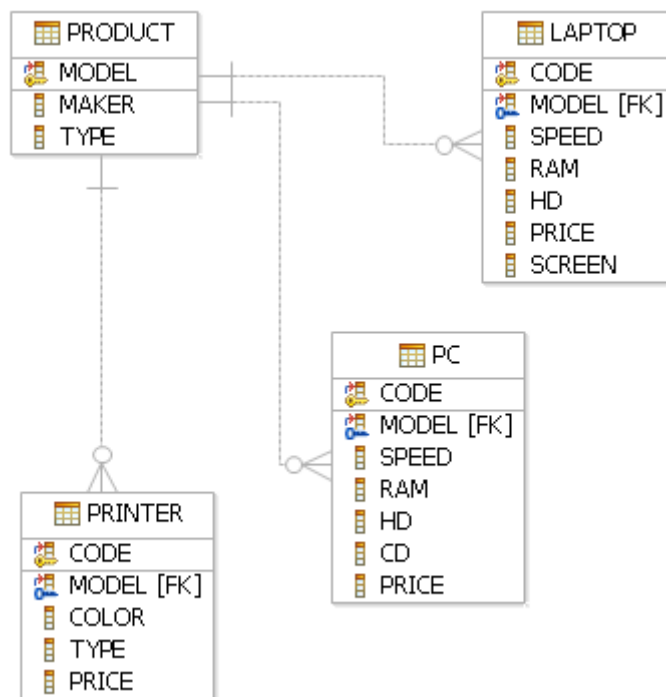 PRODUCT
MODEL
MAKER
TYPE
LAPTOP
CODE
MODEL [FK]
SPEED
RAM
HD
PRICE
SCREEN
PC
CODE
MODEL [FK]
SPEED
RAM
HD
CD
PRICE
PRINTER
CODE
MODEL [FK]
COLOR
TYPE
PRICE